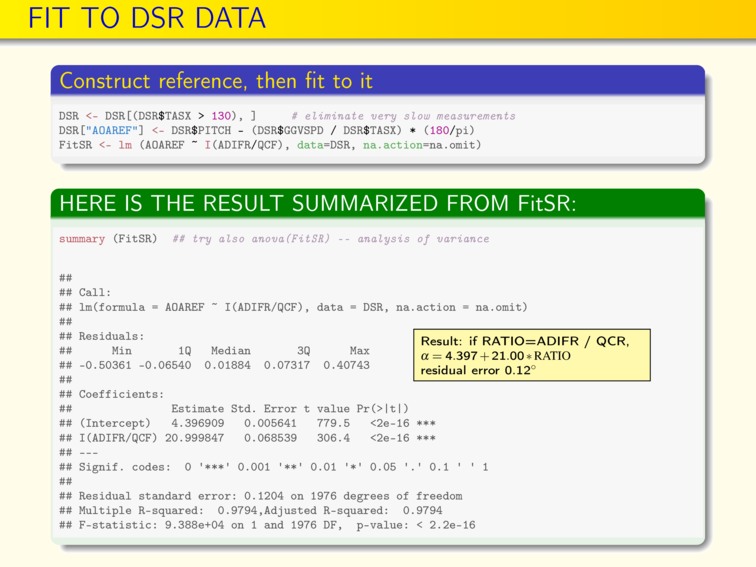 FIT TO DSR DATA
Construct reference, then fit to it
DSR <- DSR[(DSR$TASX > 130), ] # eliminate very slow measurements
DSR["AOAREF"] <- DSR$PITCH - (DSR$GGVSPD / DSR$TASX) * (180/pi)
FitSR <- lm (AOAREF ~ I(ADIFR/QCF), data=DSR, na.action=na.omit)
HERE IS THE RESULT SUMMARIZED FROM FitSR:
summary (FitSR) ## try also anova(FitSR) -- analysis of variance
##
## Call:
## lm(formula = AOAREF ~ I(ADIFR/QCF), data = DSR, na.action = na.omit)
##
## Residuals:
## Min 1Q Median 3Q Max
## -0.50361 -0.06540 0.01884 0.07317 0.40743
##
## Coefficients:
## Estimate Std. Error t value Pr(>|t|)
## (Intercept) 4.396909 0.005641 779.5 <2e-16 ***
## I(ADIFR/QCF) 20.999847 0.068539 306.4 <2e-16 ***
## ---
## Signif. codes: 0 '***' 0.001 '**' 0.01 '*' 0.05 '.' 0.1 ' ' 1
##
## Residual standard error: 0.1204 on 1976 degrees of freedom
## Multiple R-squared: 0.9794,Adjusted R-squared: 0.9794
## F-statistic: 9.388e+04 on 1 and 1976 DF, p-value: < 2.2e-16
Result: if RATIO=ADIFR / QCR,
α = 4.397+21.00∗RATIO
residual error 0.12°